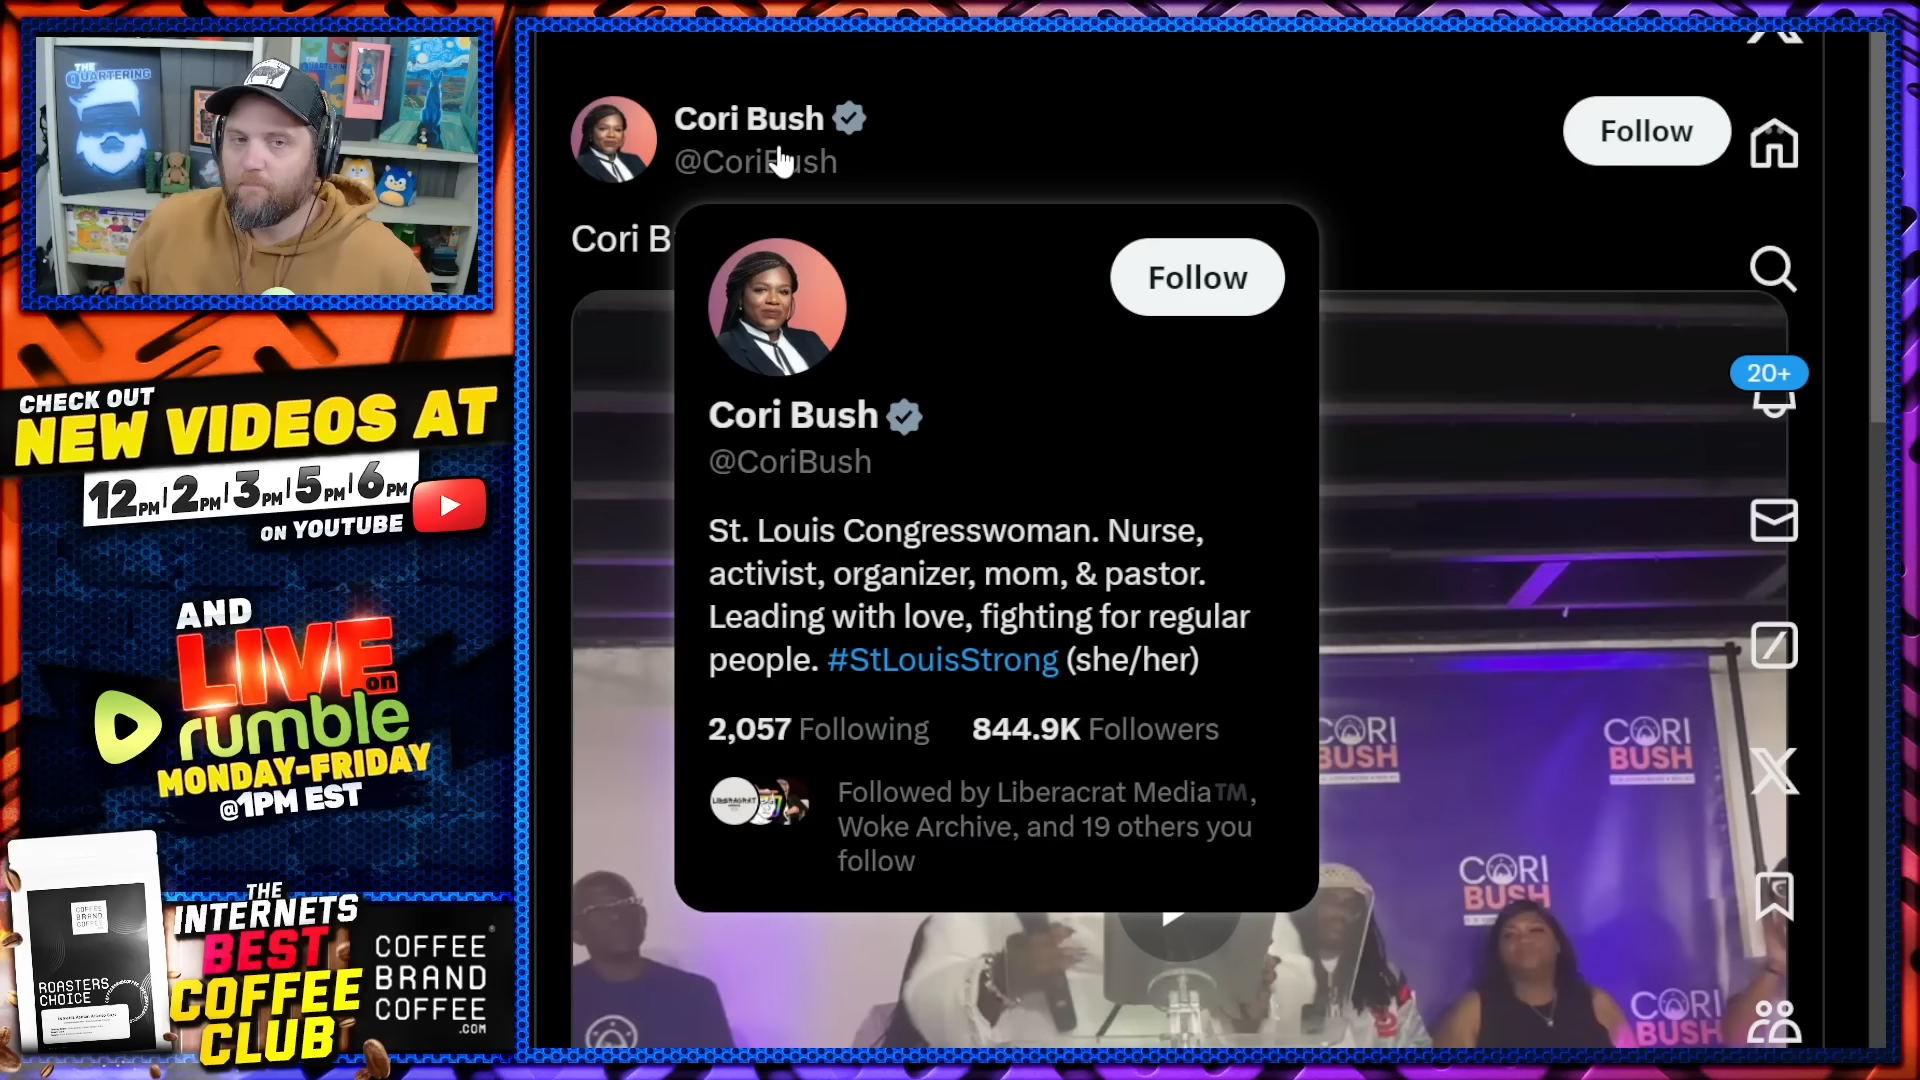 THE
QUARTERING
CHECK OUT
NEW VIDEOS AT
12PM | 2PM | 3PM | 5PM | 6PM
ON YOUTUBE
AND
LIVE on
rumble
MONDAY-FRIDAY
@1PM EST
COFFEE
BRAND
COFFEE
ROASTERS
CHOICE
THE
INTERNETS
BEST
COFFEE
CLUB
COFFEE
BRAND
COFFEE
.COM
Cori Bush
@CoriBush
Follow
Cori B
Follow
Cori Bush
@CoriBush
St. Louis Congresswoman. Nurse,
activist, organizer, mom, & pastor.
Leading with love, fighting for regular
people. #StLouisStrong (she/her)
2,057 Following 844.9K Followers
Followed by Liberacrat Media™,
Woke Archive, and 19 others you
follow
20+
CORI
BUSH
CORI
BUSH
CORI
BUSH
CORI
BUSH